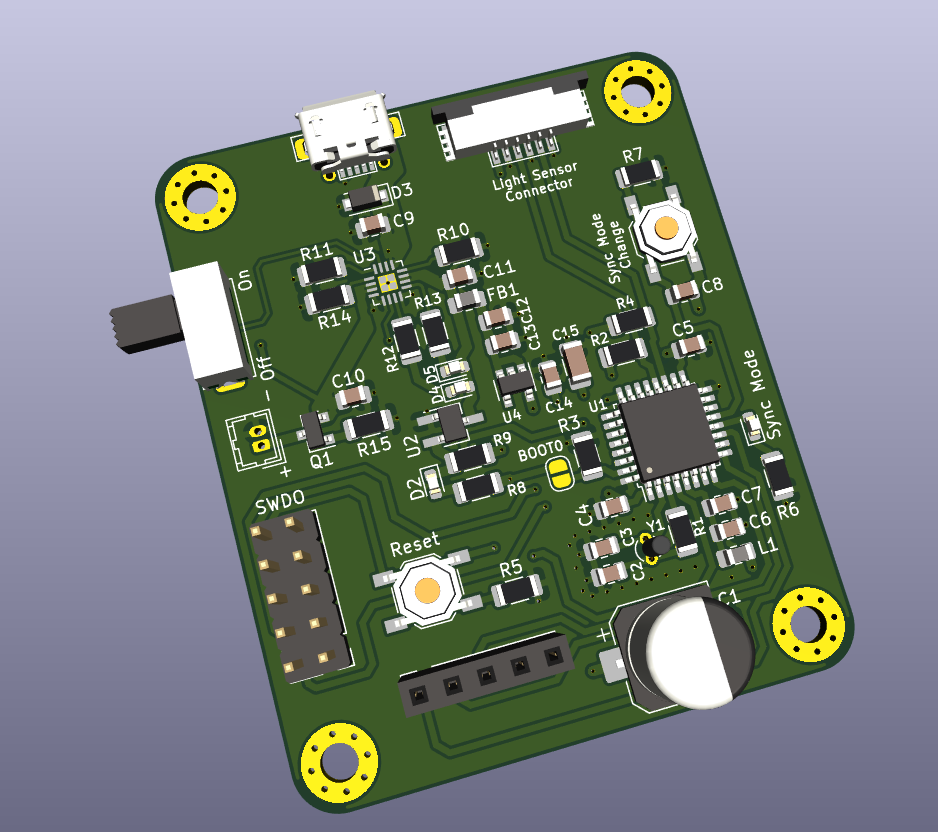 R7
D3
C9
Light Sensor
Connector
Sync Mode
Change
R10
R11
U3
C11
On
R14
R13
FB1
C8
C12
R4
C13
C15
R12
R2
C5
Off
D5
D4
C10
U4
C14
U1
Sync Mode
-
+
Q1
R15
U2
R9
BOOT0
R3
D2
R8
SWDO
C4
C7
R6
Y1
R1
C6
C3
L1
Reset
R5
C2
C1
+